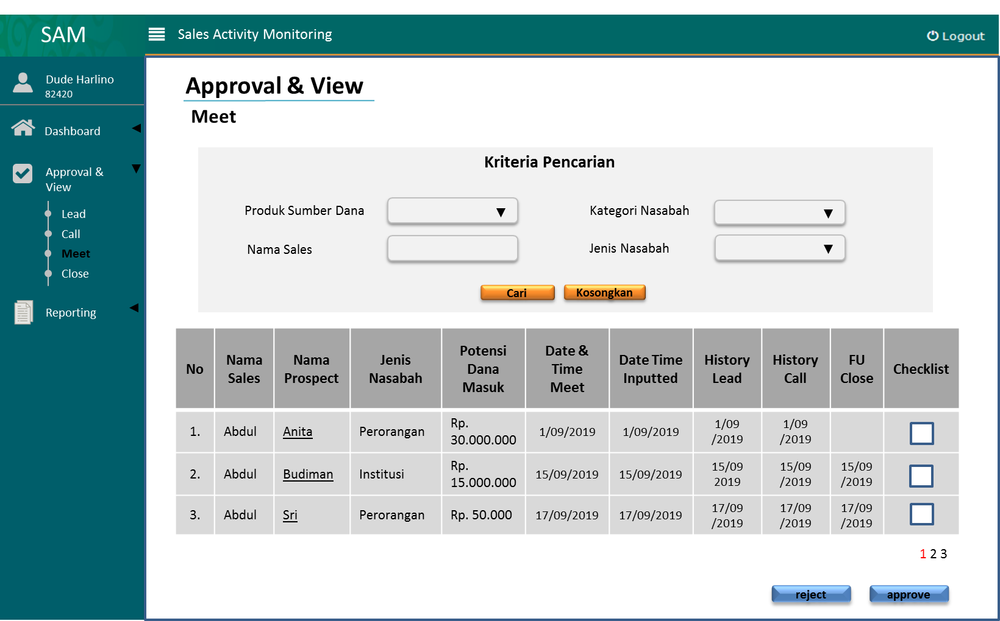 SAM
Sales Activity Monitoring
Logout
Dude Harlino
82420
Dashboard
Approval &
View
Lead
Call
Meet
Close
Reporting
Approval & View
Meet
Kriteria Pencarian
Produk Sumber Dana
Kategori Nasabah
Nama Sales
Jenis Nasabah
Cari
Kosongkan
No
Nama
Sales
Nama
Prospect
Jenis
Nasabah
Potensi
Dana
Masuk
Date &
Time
Meet
Date Time
Inputted
History
Lead
History
Call
FU
Close
Checklist
1.
Abdul
Anita
Perorangan
Rp.
30.000.000
1/09/2019
1/09/2019
1/09
/2019
1/09
/2019
2.
Abdul
Budiman
Institusi
Rp.
15.000.000
15/09/2019
15/09/2019
15/09
2019
15/09
/2019
15/09
/2019
3.
Abdul
Sri
Perorangan
Rp. 50.000
17/09/2019
17/09/2019
17/09
/2019
17/09
/2019
17/09
/2019
1 2 3
reject
approve